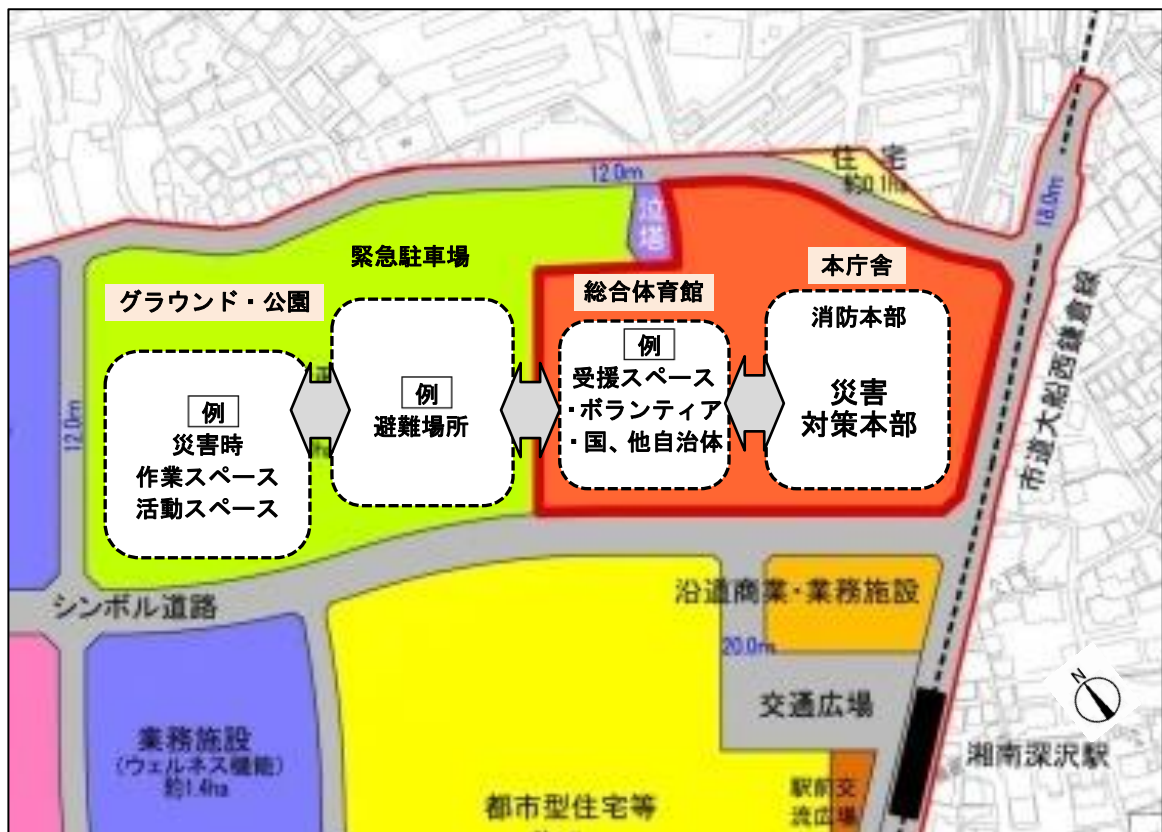 住宅
約0.1ha
12.0m
18.0m
泣塔
緊急駐車場
グラウンド・公園
総合体育館
本庁舎
消防本部
災害
対策本部
例
受援スペース
・ボランティア
・国、他自治体
例
避難場所
例
災害時
作業スペース
活動スペース
12.0m
市道大船西鎌倉線
シンボル道路
沿道商業・業務施設
20.0m
交通広場
N
湘南深沢駅
業務施設
(ウェルネス機能)
約1.4ha
都市型住宅等
駅前交
流広場